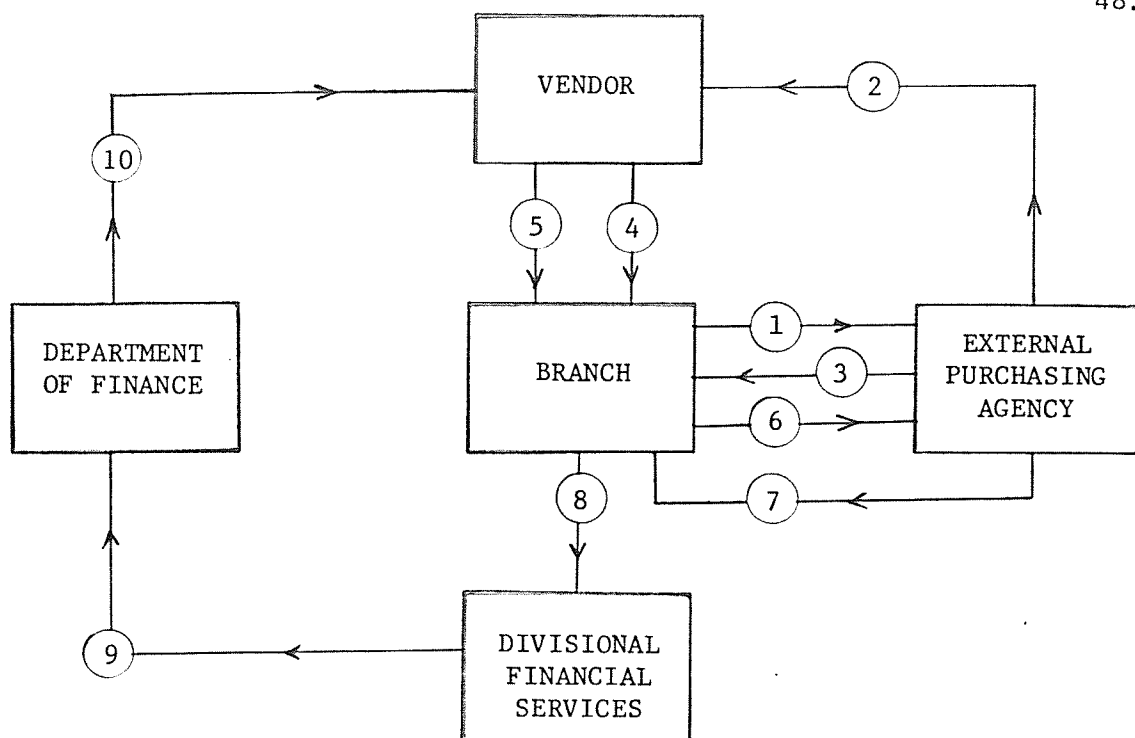 48.
VENDOR
2
10
5
4
DEPARTMENT
OF FINANCE
BRANCH
1
3
6
EXTERNAL
PURCHASING
AGENCY
8
7
9
DIVISIONAL
FINANCIAL
SERVICES